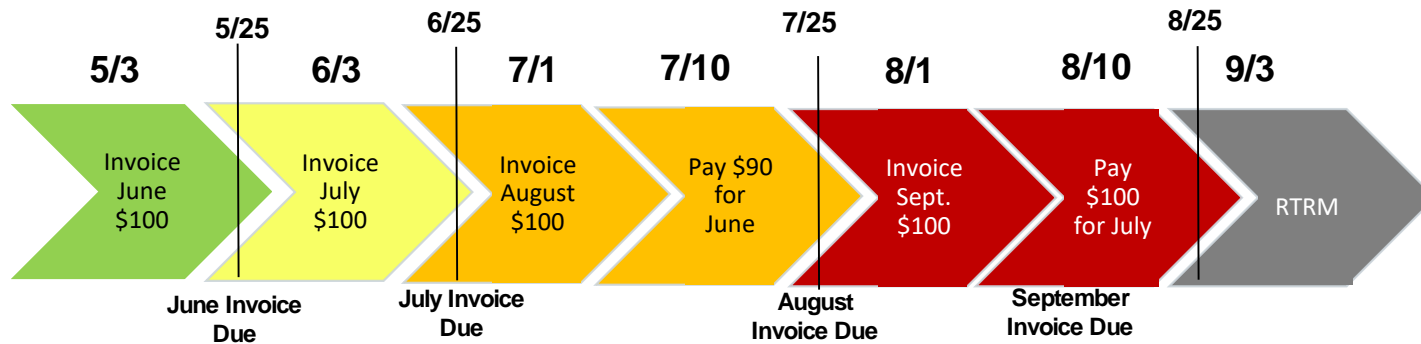 5/25
6/25
7/25
8/25
5/3
6/3
7/1
7/10
8/1
8/10
9/3
Invoice
June
$100
Invoice
July
$100
Invoice
August
$100
Pay $90
for
June
Invoice
Sept.
$100
Pay
$100
for July
RTRM
June Invoice
Due
July Invoice
Due
August
Invoice Due
September
Invoice Due